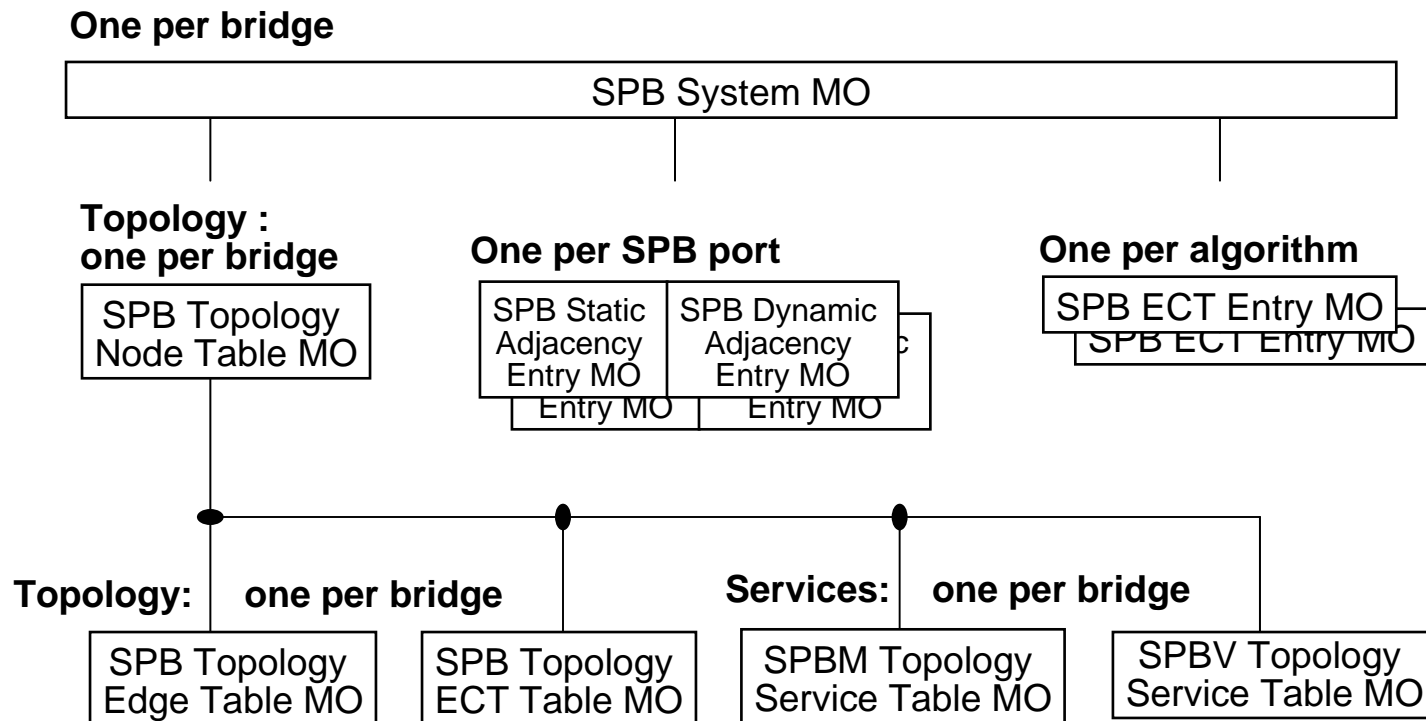 One per bridge
SPB System MO
Topology :
one per bridge
SPB Topology
Node Table MO
One per SPB port
SPB Static
Adjacency
Entry MO
SPB Dynamic
Adjacency
Entry MO
c
Entry MO
Entry MO
One per algorithm
SPB ECT Entry MO
SPB ECT Entry MO
Topology: one per bridge
Services: one per bridge
SPB Topology
Edge Table MO
SPB Topology
ECT Table MO
SPBM Topology
Service Table MO
SPBV Topology
Service Table MO